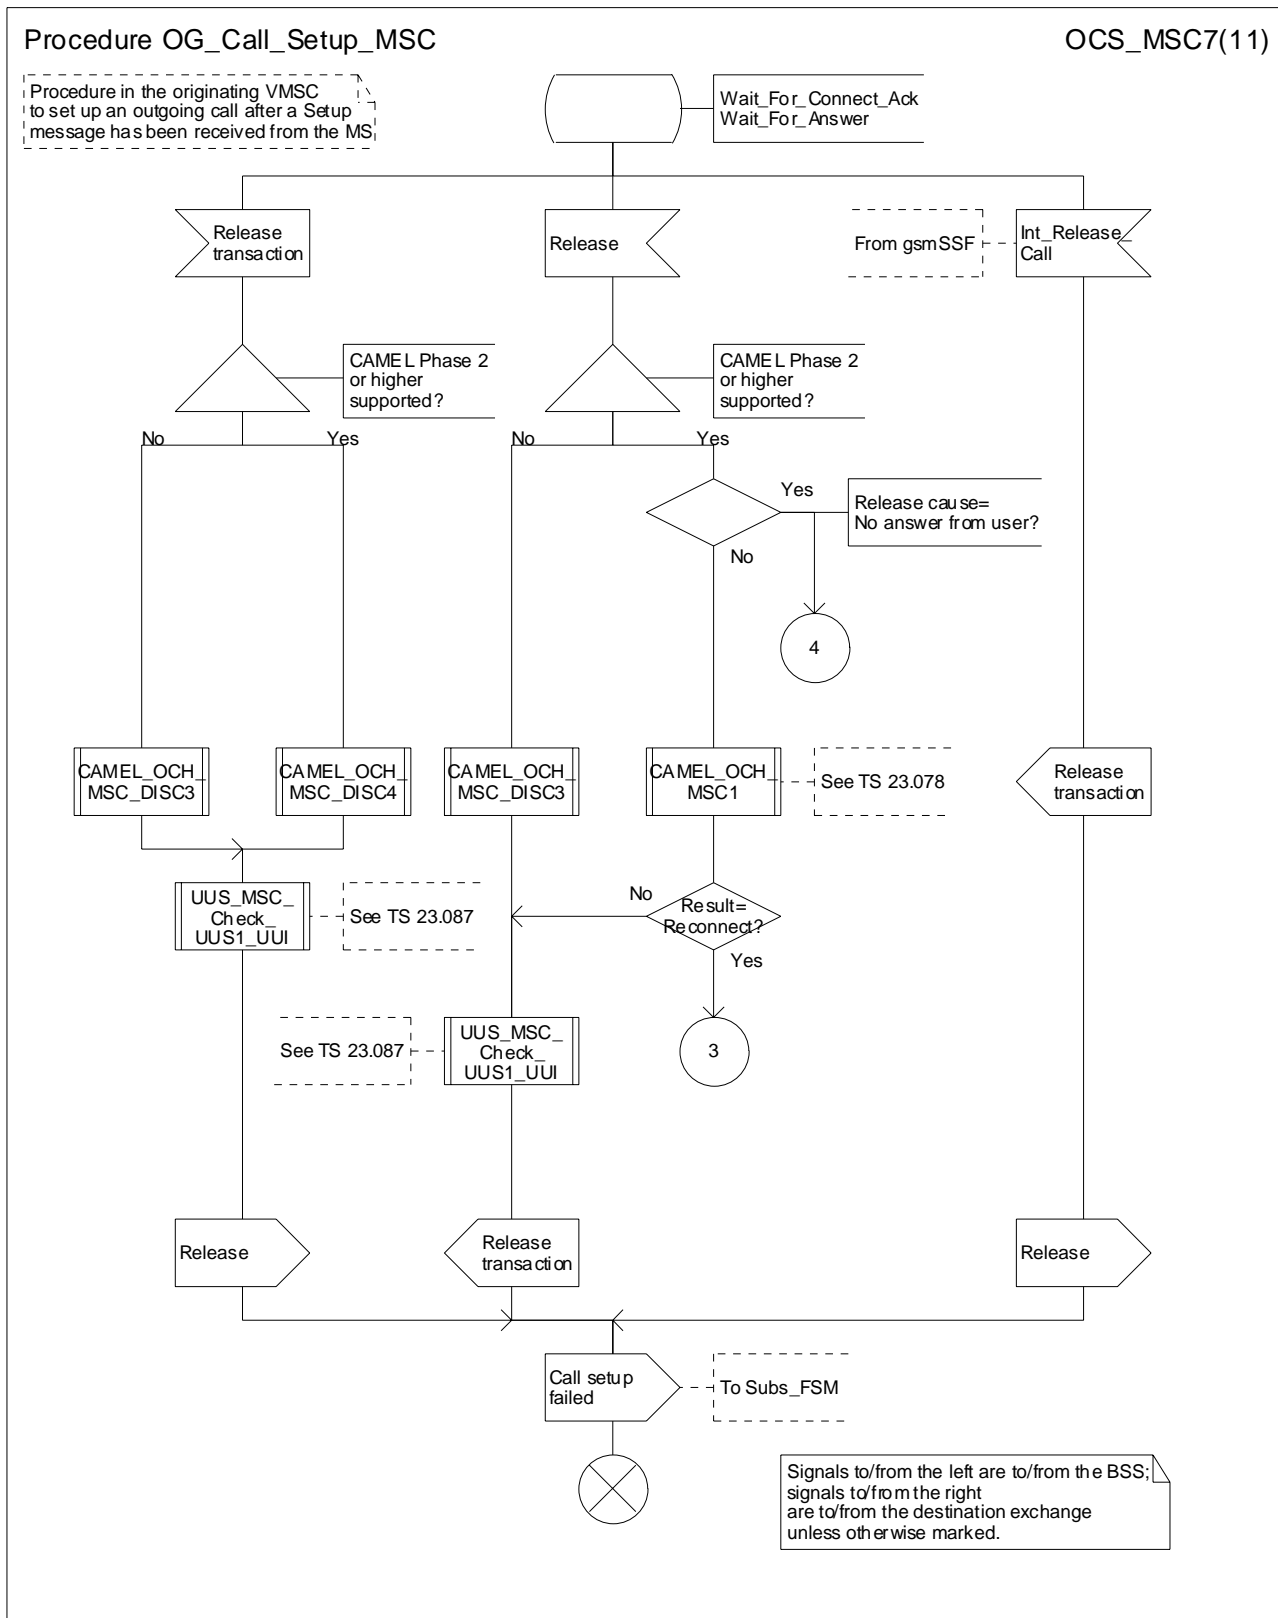 Procedure OG_Call_Setup_MSC
OCS_MSC7(11)
Procedure in the originating VMSC
to set up an outgoing call after a Setup
message has been received from the MS
Wait_For_Connect_Ack
Wait_For_Answer
Release
transaction
Release
From gsmSSF
Int_Release_
Call
CAMEL Phase 2
or higher
supported?
CAMEL Phase 2
or higher
supported?
No
Yes
No
Yes
Yes
Release cause=
No answer from user?
No
4
CAMEL_OCH_
MSC_DISC3
CAMEL_OCH_
MSC_DISC4
CAMEL_OCH_
MSC_DISC3
CAMEL_OCH_
MSC1
See TS 23.078
Release
transaction
UUS_MSC_
Check_
UUS1_UUI
See TS 23.087
No
Result=
Reconnect?
Yes
See TS 23.087
UUS_MSC_
Check_
UUS1_UUI
3
Release
Release
transaction
Release
Call setup
failed
To Subs_FSM
Signals to/from the left are to/from the BSS;
signals to/from the right
are to/from the destination exchange
unless otherwise marked.